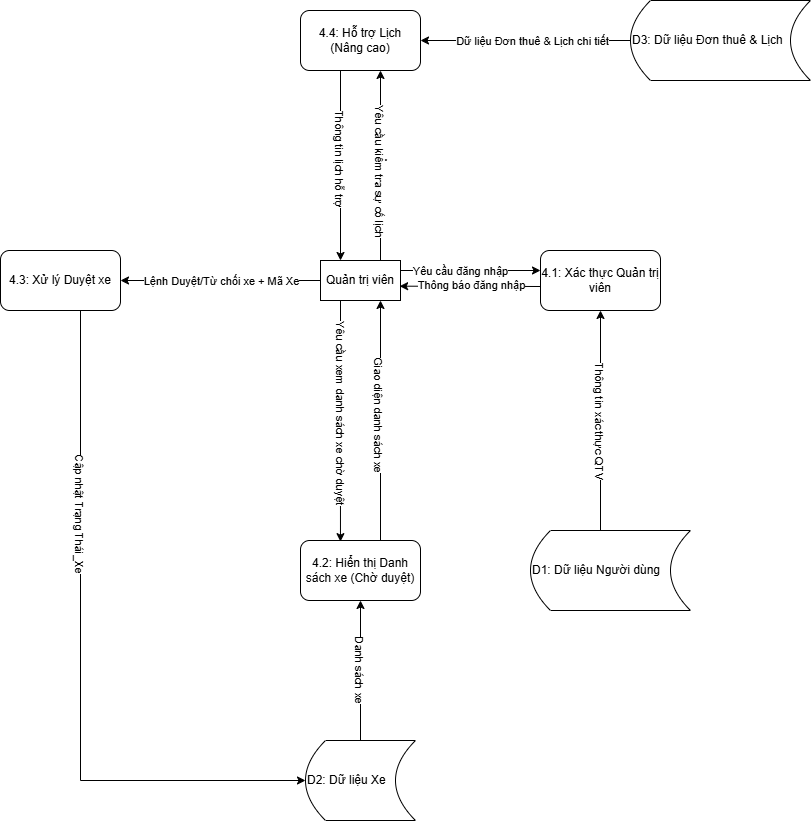 4.4: Hỗ trợ Lịch
(Nâng cao)
Dữ liệu Đơn thuê & Lịch chi tiết
D3: Dữ liệu Đơn thuê & Lịch
Thông tin lịch hỗ trợ
Yêu cầu kiểm tra sự cố lịch
4.3: Xử lý Duyệt xe
Lệnh Duyệt/Từ chối xe + Mã Xe
Quản trị viên
Yêu cầu đăng nhập
Thông báo đăng nhập
4.1: Xác thực Quản trị
viên
Yêu cầu xem danh sách xe chờ duyệt
Giao diện danh sách xe
Thông tin xác thực QTV
Cập nhật Trạng Thái_Xe
4.2: Hiển thị Danh
sách xe (Chờ duyệt)
D1: Dữ liệu Người dùng
Danh sách xe
D2: Dữ liệu Xe